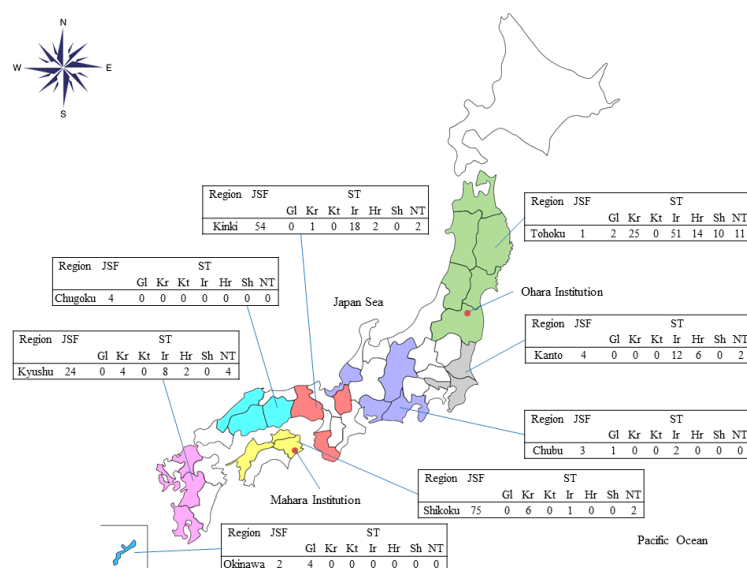 N
W E
S
Region JSF ST
Gl Kr Kt Ir Hr Sh NT
Kinki 54 0 1 0 18 2 0 2
Region JSF ST
Gl Kr Kt Ir Hr Sh NT
Tohoku 1 2 25 0 51 14 10 11
Region JSF ST
Gl Kr Kt Ir Hr Sh NT
Chugoku 4 0 0 0 0 0 0 0
Japan Sea
Ohara Institution
Region JSF ST
Gl Kr Kt Ir Hr Sh NT
Kyushu 24 0 4 0 8 2 0 4
Region JSF ST
Gl Kr Kt Ir Hr Sh NT
Kanto 4 0 0 0 12 6 0 2
Region JSF ST
Gl Kr Kt Ir Hr Sh NT
Chubu 3 1 0 0 2 0 0 0
Mahara Institution
Region JSF ST
Gl Kr Kt Ir Hr Sh NT
Shikoku 75 0 6 0 1 0 0 2
Region JSF ST
Gl Kr Kt Ir Hr Sh NT
Okinawa 2 4 0 0 0 0 0 0
Pacific Ocean